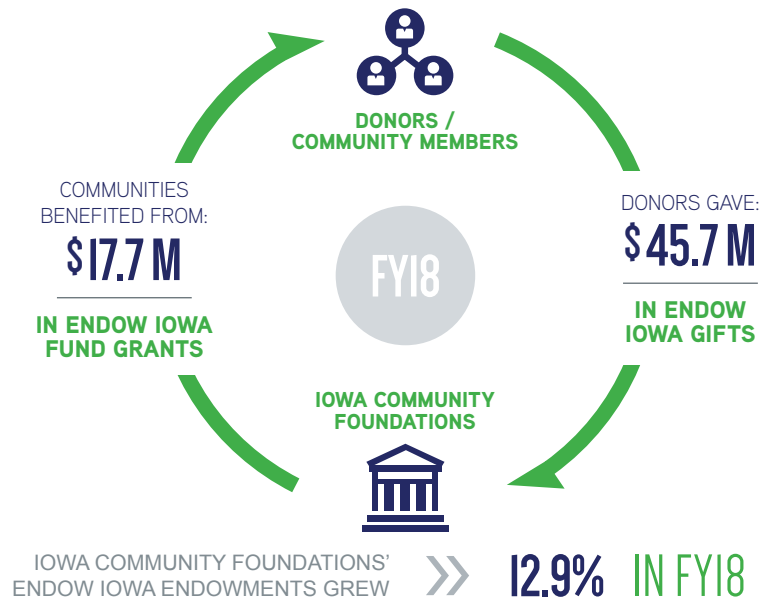 DONORS /
COMMUNITY MEMBERS
COMMUNITIES
BENEFITED FROM:
$17.7 M
IN ENDOW IOWA
FUND GRANTS
FY18
DONORS GAVE:
$45.7 M
IN ENDOW
IOWA GIFTS
IOWA COMMUNITY
FOUNDATIONS
IOWA COMMUNITY FOUNDATIONS'
ENDOW IOWA ENDOWMENTS GREW
12.9% IN FY18